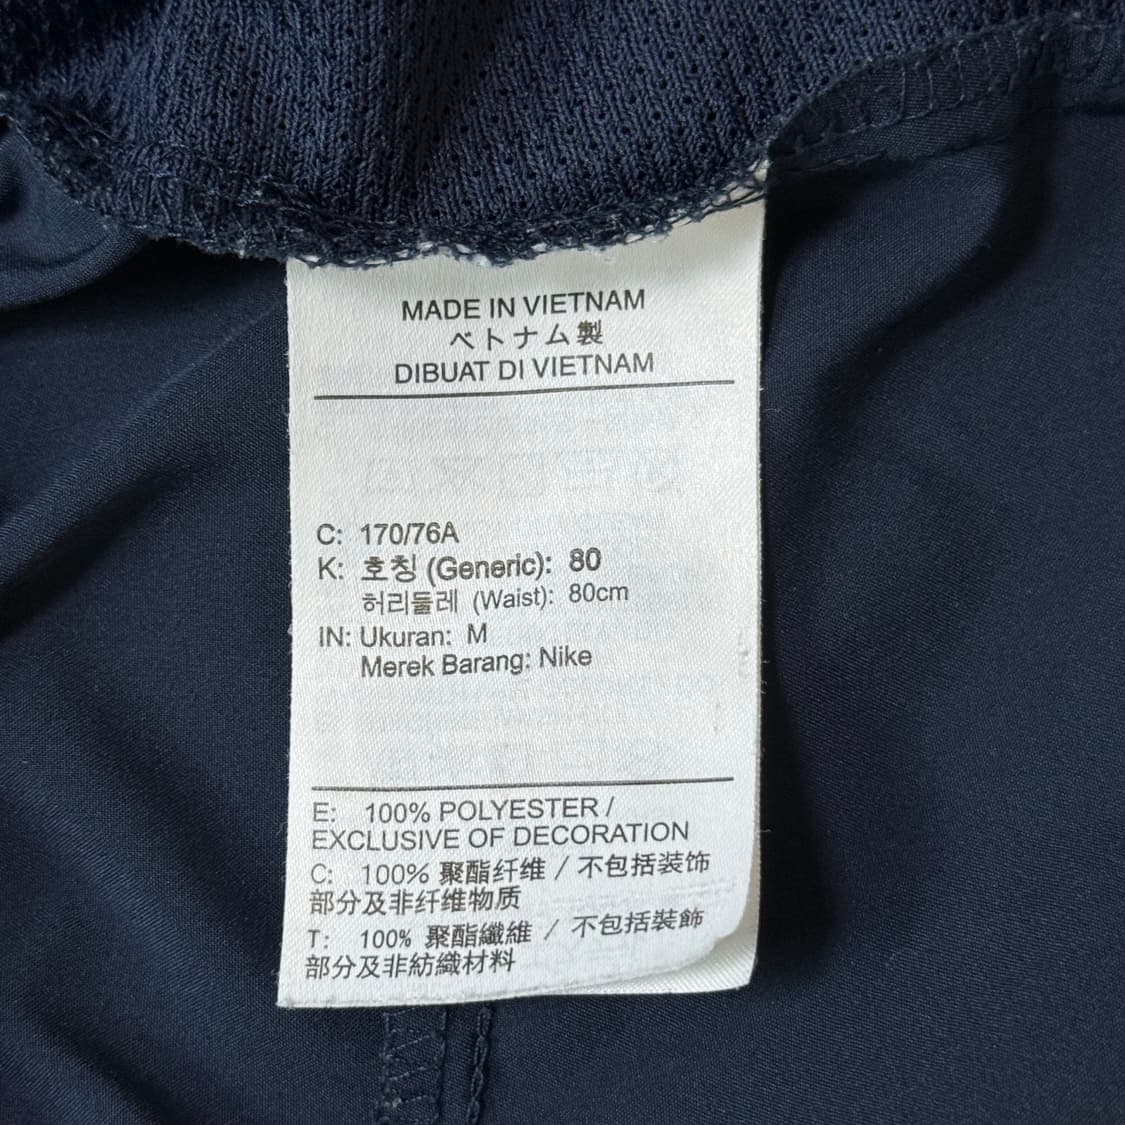 MADE IN VIETNAM
ベトナム製
DIBUAT DI VIETNAM
C: 170/76A
K: 호칭 (Generic): 80
허리둘레 (Waist): 80cm
IN: Ukuran: M
Merek Barang: Nike
E: 100% POLYESTER /
EXCLUSIVE OF DECORATION
C: 100% 聚酯纤维 / 不包括装饰
部分及非纤维物质
T: 100% 聚酯纖維 / 不包括裝飾
部分及非紡織材料